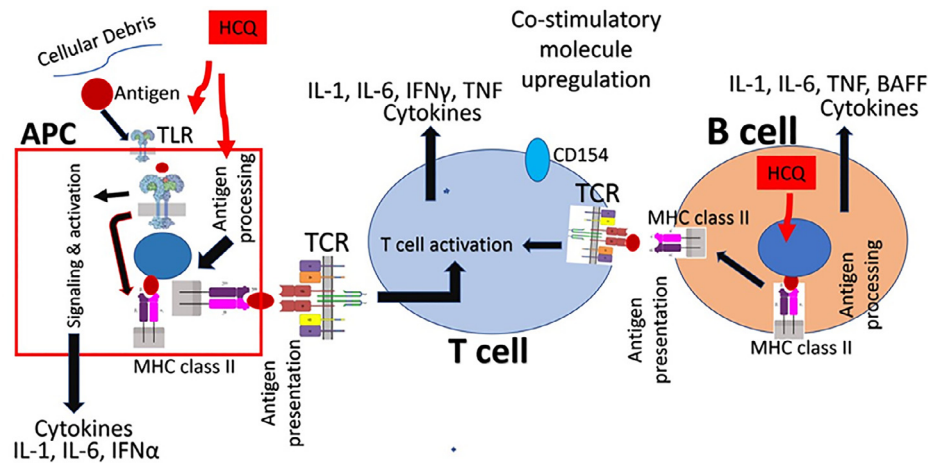 Cellular Debris
HCQ
Antigen
APC
TLR
Signaling & activation
Antigen
processing
MHC class II
Cytokines
IL-1, IL-6, IFNα
TCR
Antigen
presentation
Co-stimulatory
molecule
upregulation
IL-1, IL-6, IFNγ, TNF
Cytokines
CD154
T cell activation
T cell
TCR
MHC class II
Antigen
presentation
IL-1, IL-6, TNF, BAFF
Cytokines
B cell
HCQ
Antigen
processing
MHC class II